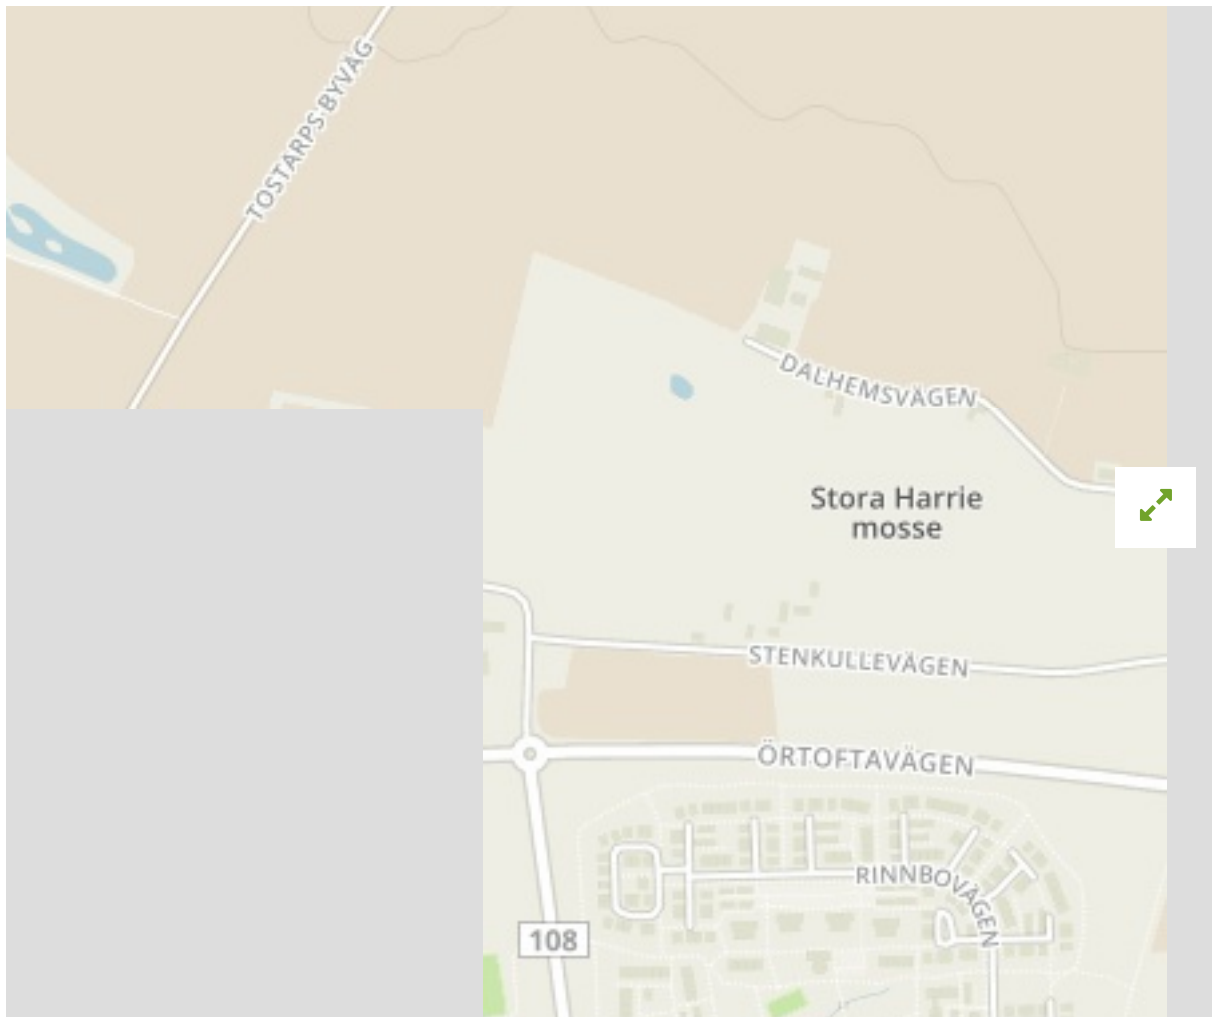 TOSTARPS BYVÄG
DALHEMSVÄGEN
Stora Harrie
mosse
STENKULLEVÄGEN
ÖRTOFTAVÄGEN
RINNBOVÄGEN
108